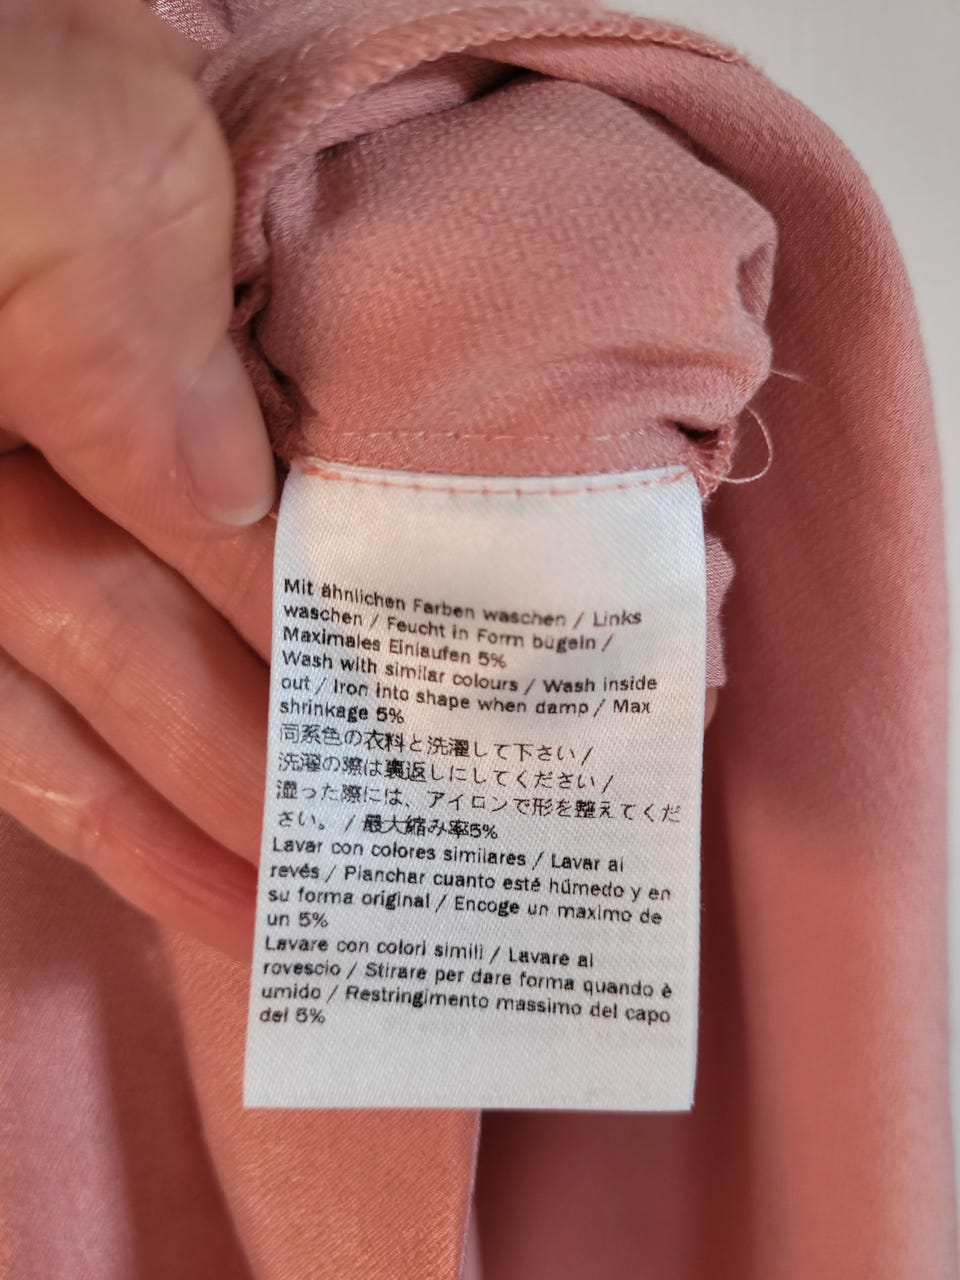 Mit ähnlichen Farben waschen / Links
waschen / Feucht in Form bügeln /
Maximales Einlaufen 5%
Wash with similar colours / Wash inside
out / Iron into shape when damp / Max
shrinkage 5%
同系色の衣料と洗濯して下さい /
洗濯の際は裏返しにしてください /
湿った際には、アイロンで形を整えてくだ
さい。 / 最大縮み率5%
Lavar con colores similares / Lavar al
revés / Planchar cuanto esté húmedo y en
su forma original / Encoge un maximo de
un 5%
Lavare con colori simili / Lavare al
rovescio / Stirare per dare forma quando è
umido / Restringimento massimo del capo
del 5%